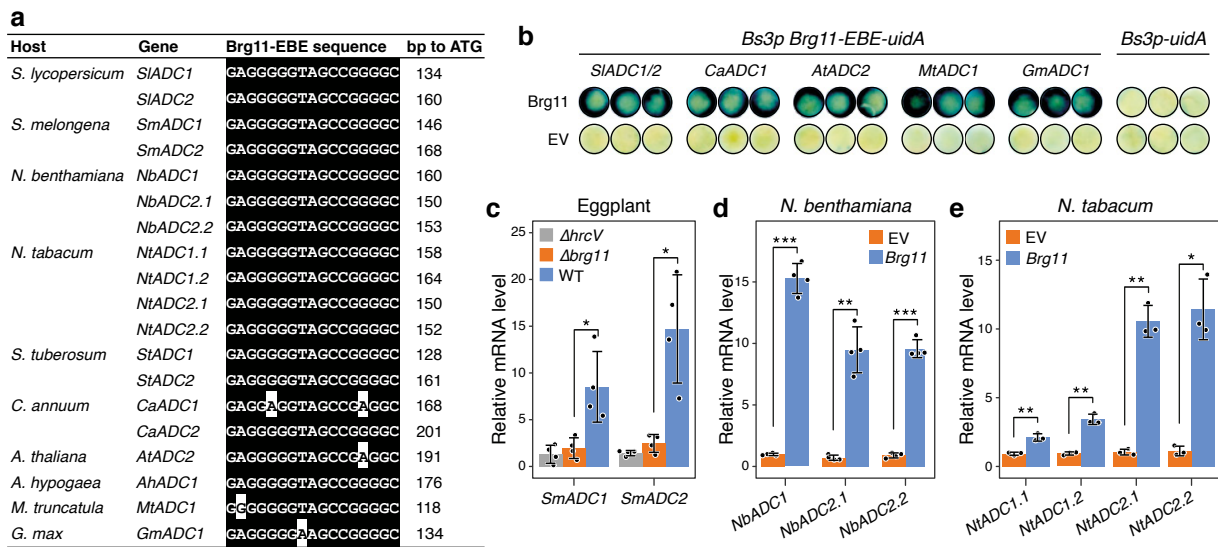 a
Host Gene Brg11-EBE sequence bp to ATG
S. lycopersicum SlADC1 GAGGGGGTAGCCGGGGC 134
SlADC2 GAGGGGGTAGCCGGGGC 160
S. melongena SmADC1 GAGGGGGTAGCCGGGGC 146
SmADC2 GAGGGGGTAGCCGGGGC 168
N. benthamiana NbADC1 GAGGGGGTAGCCGGGGC 160
NbADC2.1 GAGGGGGTAGCCGGGGC 150
NbADC2.2 GAGGGGGTAGCCGGGGC 153
N. tabacum NtADC1.1 GAGGGGGTAGCCGGGGC 158
NtADC1.2 GAGGGGGTAGCCGGGGC 164
NtADC2.1 GAGGGGGTAGCCGGGGC 150
NtADC2.2 GAGGGGGTAGCCGGGGC 152
S. tuberosum StADC1 GAGGGGGTAGCCGGGGC 128
StADC2 GAGGGGGTAGCCGGGGC 161
C. annuum CaADC1 GAGGAGGTAGCCGAGGC 168
CaADC2 GAGGGGGTAGCCGGGGC 201
A. thaliana AtADC2 GAGGGGGTAGCCGAGGC 191
A. hypogaea AhADC1 GAGGGGGTAGCCGGGGC 176
M. truncatula MtADC1 GGGGGGGTAGCCGGGGC 118
G. max GmADC1 GAGGGGGTAACCGGGGC 134
b
Bs3p Brg11-EBE-uidA Bs3p-uidA
SlADC1/2 CaADC1 AtADC2 MtADC1 GmADC1
Brg11
EV
c Eggplant
ΔhrcV
Δbrg11
WT
Relative mRNA level
25
20
15
10
5
0
* *
SmADC1 SmADC2
d N. benthamiana
EV
Brg11
Relative mRNA level
20
15
10
5
0
*** ** ***
NbADC1 NbADC2.1 NbADC2.2
e N. tabacum
EV
Brg11
Relative mRNA level
15
10
5
0
** ** ** *
NtADC1.1 NtADC1.2 NtADC2.1 NtADC2.2